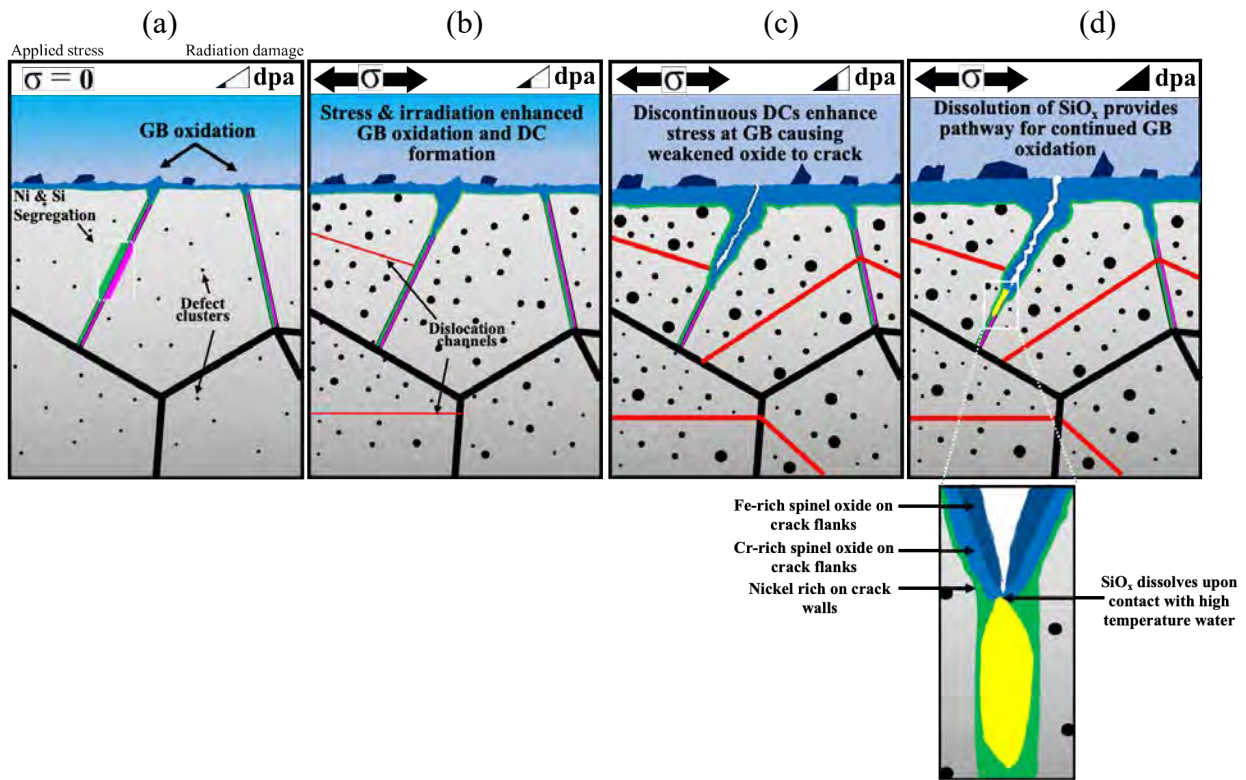 (a)
(b)
(c)
(d)
Applied stress
Radiation damage
σ = 0
dpa
σ
dpa
σ
dpa
σ
dpa
GB oxidation
Ni & Si
Segregation
Defect
clusters
Stress & irradiation enhanced
GB oxidation and DC
formation
Dislocation
channels
Discontinuous DCs enhance
stress at GB causing
weakened oxide to crack
Dissolution of SiOₓ provides
pathway for continued GB
oxidation
Fe-rich spinel oxide on
crack flanks
Cr-rich spinel oxide on
crack flanks
Nickel rich on crack
walls
SiOₓ dissolves upon
contact with high
temperature water